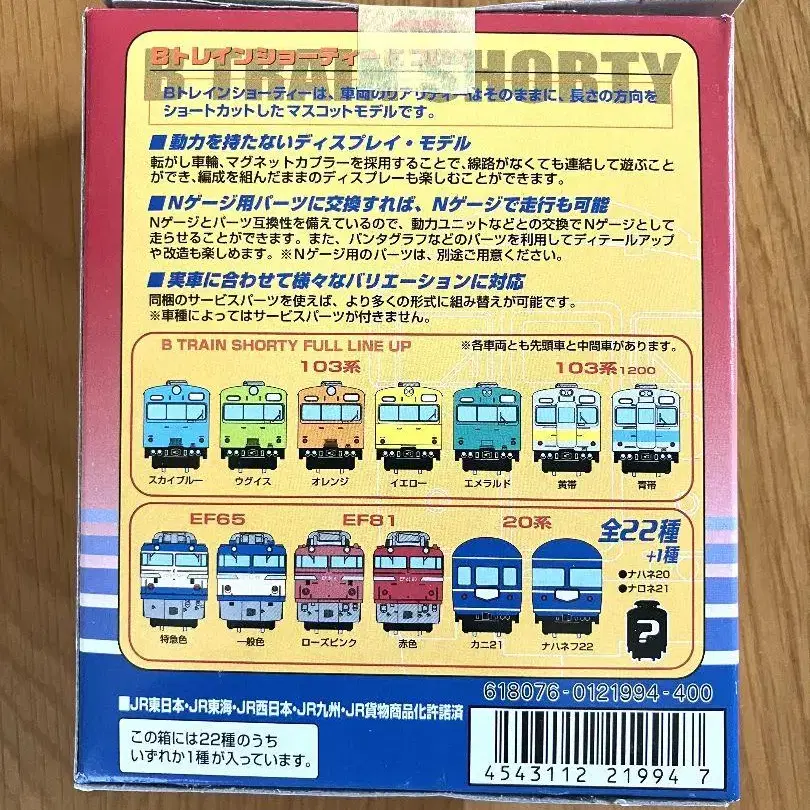 Bトレインショーティー
B TRAIN SHORTY
Bトレインショーティーは、車両のリアリティーはそのままに、長さの方向を
ショートカットしたマスコットモデルです。
■動力を持たないディスプレイ・モデル
転がし車輪、マグネットカプラーを採用することで、線路がなくても連結して遊ぶこと
ができ、編成を組んだままのディスプレーも楽しむことができます。
■Nゲージ用パーツに交換すれば、Nゲージで走行も可能
Nゲージとパーツ互換性を備えているので、動力ユニットなどとの交換でNゲージとして
走らせることができます。また、パンタグラフなどのパーツを利用してディテールアップ
や改造も楽しめます。※Nゲージ用のパーツは、別途ご用意ください。
■実車に合わせて様々なバリエーションに対応
同梱のサービスパーツを使えば、より多くの形式に組み替えが可能です。
※車種によってはサービスパーツが付きません。
B TRAIN SHORTY FULL LINE UP ※各車両とも先頭車と中間車があります。
103系 103系1200
スカイブルー ウグイス オレンジ イエロー エメラルド 黄帯 青帯
EF65 EF81 20系 全22種
+1種
●ナハネ20
●ナロネ21
?
特急色 一般色 ローズピンク 赤色 カニ21 ナハネフ22
618076-0121994-400
■JR東日本・JR東海・JR西日本・JR九州・JR貨物商品化許諾済
この箱には22種のうち
いずれか1種が入っています。
4543112 219947